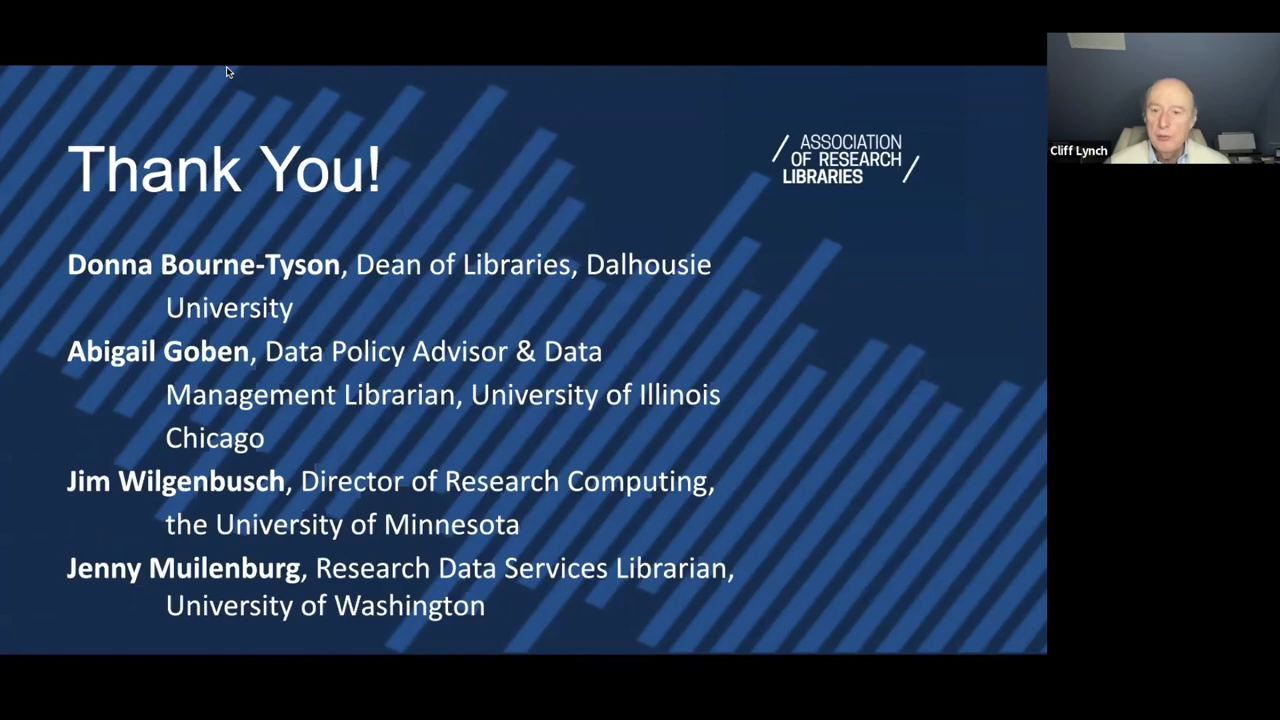 Thank You!
ASSOCIATION
OF RESEARCH
LIBRARIES
Donna Bourne-Tyson, Dean of Libraries, Dalhousie
University
Abigail Goben, Data Policy Advisor & Data
Management Librarian, University of Illinois
Chicago
Jim Wilgenbusch, Director of Research Computing,
the University of Minnesota
Jenny Muilenburg, Research Data Services Librarian,
University of Washington
Cliff Lynch